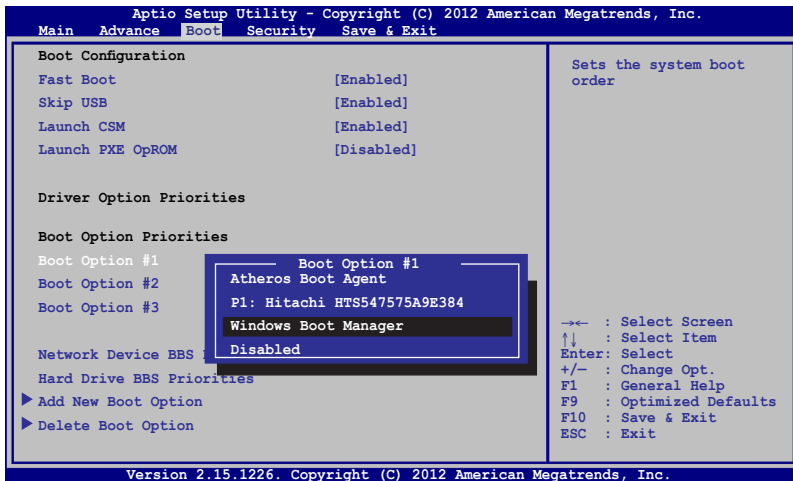 Aptio Setup Utility - Copyright (C) 2012 American Megatrends, Inc.
Main Advance Boot Security Save & Exit
Boot Configuration
Fast Boot [Enabled]
Skip USB [Enabled]
Launch CSM [Enabled]
Launch PXE OpROM [Disabled]
Driver Option Priorities
Boot Option Priorities
Boot Option #1
Boot Option #2
Boot Option #3
Network Device BBS
Hard Drive BBS Priorities
Add New Boot Option
Delete Boot Option
Boot Option #1
Atheros Boot Agent
P1: Hitachi HTS547575A9E384
Windows Boot Manager
Disabled
Sets the system boot
order
→← : Select Screen
↑↓ : Select Item
Enter: Select
+/— : Change Opt.
F1 : General Help
F9 : Optimized Defaults
F10 : Save & Exit
ESC : Exit
Version 2.15.1226. Copyright (C) 2012 American Megatrends, Inc.